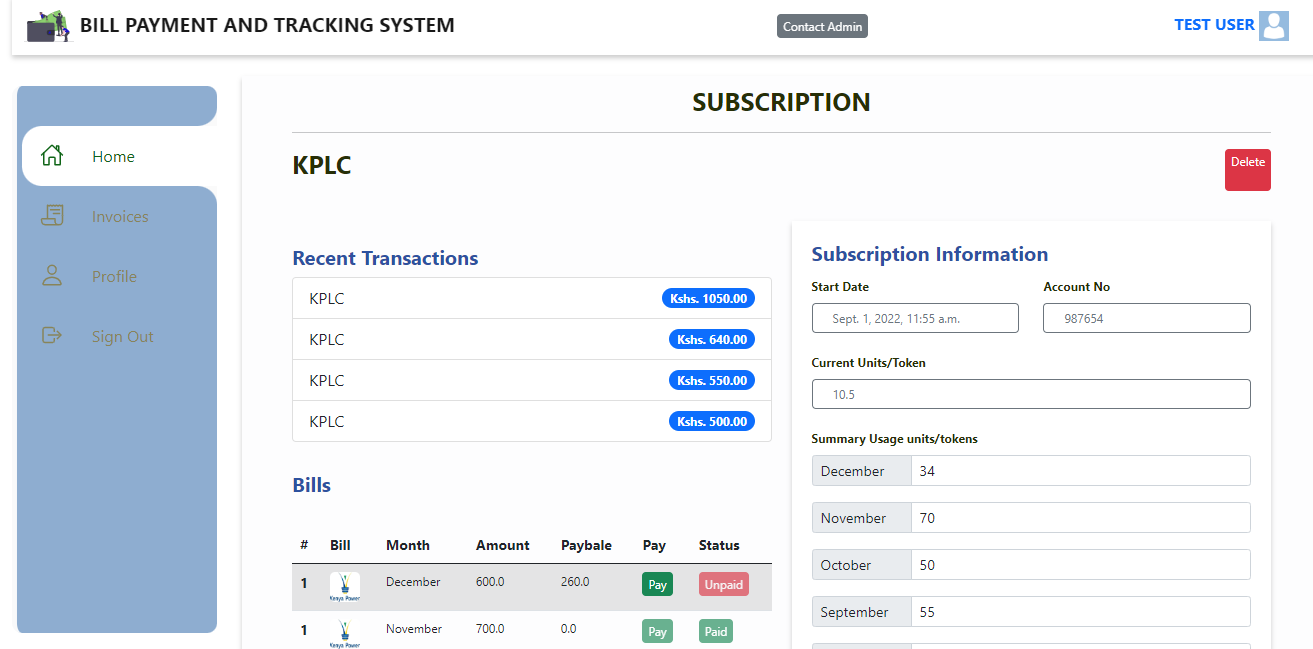 BILL PAYMENT AND TRACKING SYSTEM
Contact Admin
TEST USER
Home
Invoices
Profile
Sign Out
SUBSCRIPTION
KPLC
Delete
Recent Transactions
KPLC Kshs. 1050.00
KPLC Kshs. 640.00
KPLC Kshs. 550.00
KPLC Kshs. 500.00
Bills
# Bill Month Amount Paybale Pay Status
1 Kenya Power December 600.0 260.0 Pay Unpaid
1 Kenya Power November 700.0 0.0 Pay Paid
Subscription Information
Start Date Account No
Sept. 1, 2022, 11:55 a.m. 987654
Current Units/Token
10.5
Summary Usage units/tokens
December 34
November 70
October 50
September 55